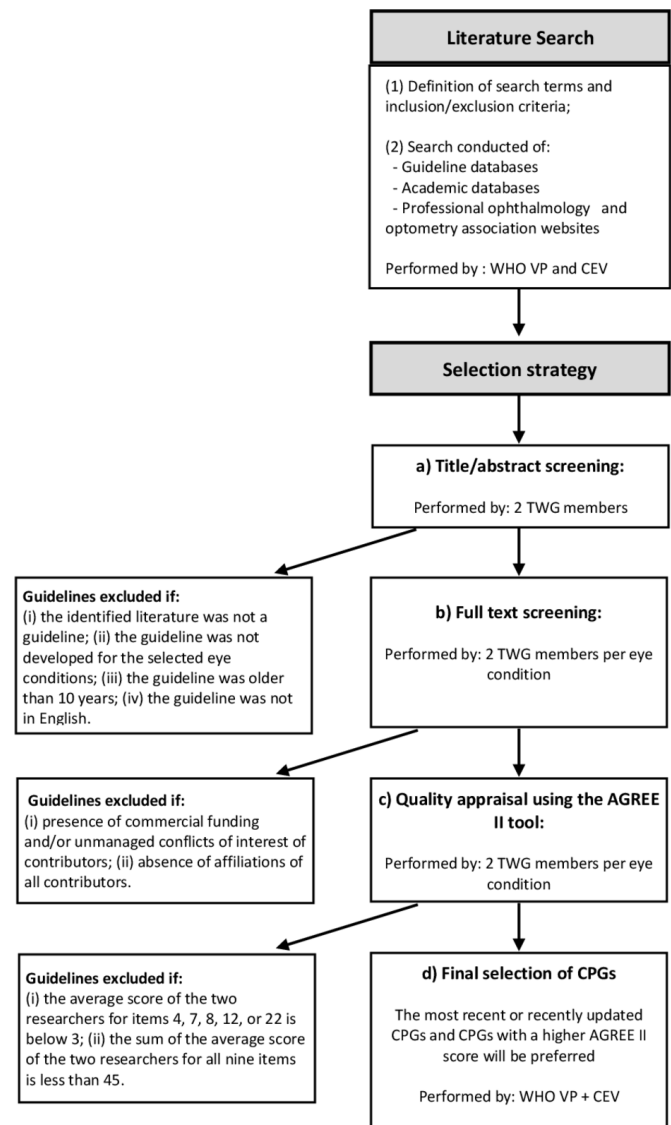 Literature Search
(1) Definition of search terms and
inclusion/exclusion criteria;
(2) Search conducted of:
- Guideline databases
- Academic databases
- Professional ophthalmology and
optometry association websites
Performed by : WHO VP and CEV
Selection strategy
a) Title/abstract screening:
Performed by: 2 TWG members
Guidelines excluded if:
(i) the identified literature was not a
guideline; (ii) the guideline was not
developed for the selected eye
conditions; (iii) the guideline was older
than 10 years; (iv) the guideline was not
in English.
b) Full text screening:
Performed by: 2 TWG members per eye
condition
Guidelines excluded if:
(i) presence of commercial funding
and/or unmanaged conflicts of interest of
contributors; (ii) absence of affiliations of
all contributors.
c) Quality appraisal using the AGREE
II tool:
Performed by: 2 TWG members per eye
condition
Guidelines excluded if:
(i) the average score of the two
researchers for items 4, 7, 8, 12, or 22 is
below 3; (ii) the sum of the average score
of the two researchers for all nine items
is less than 45.
d) Final selection of CPGs
The most recent or recently updated
CPGs and CPGs with a higher AGREE II
score will be preferred
Performed by: WHO VP + CEV